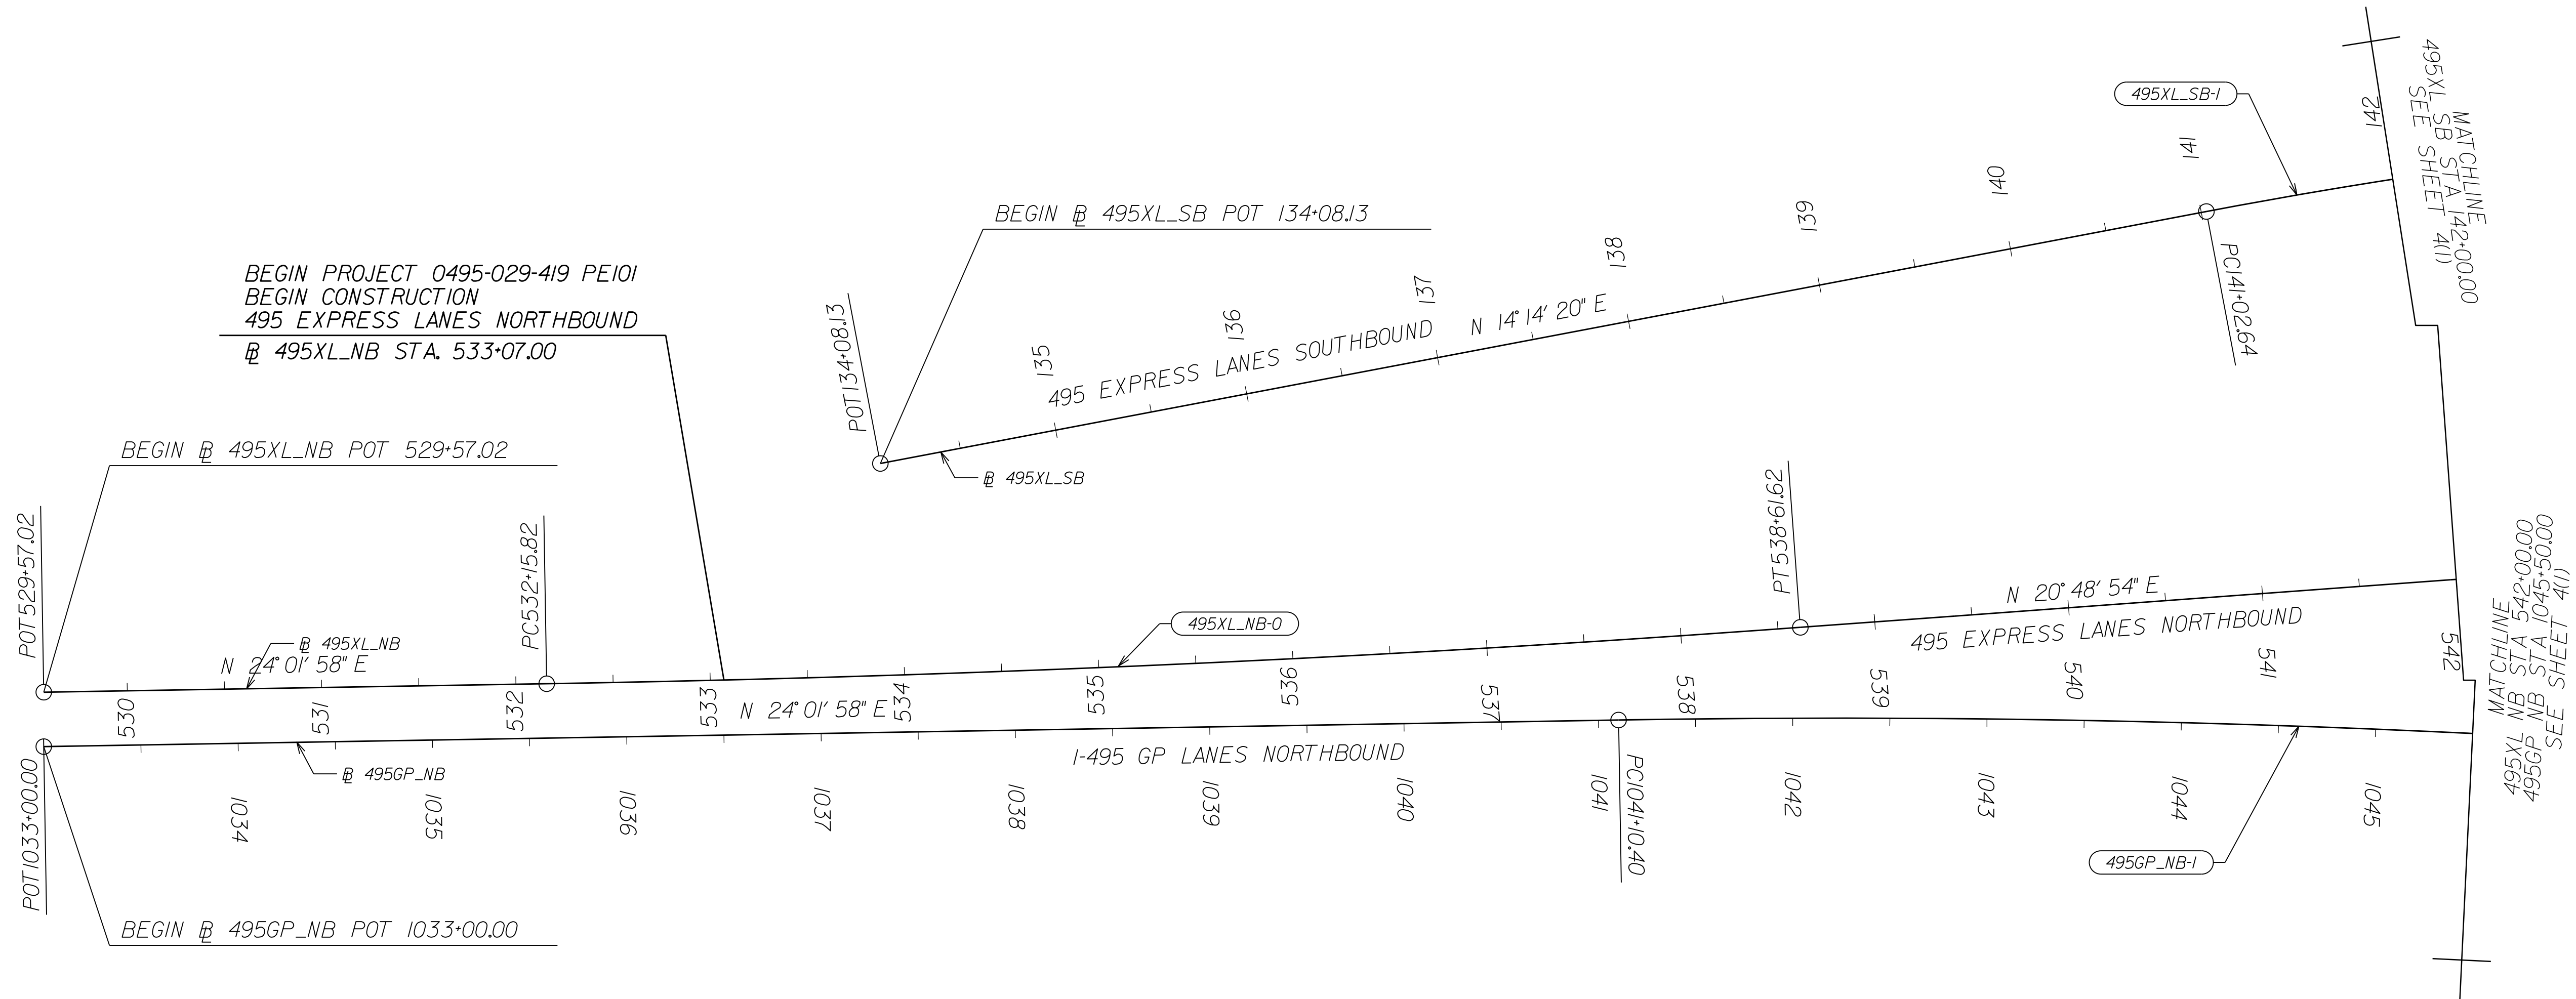 BEGIN PROJECT 0495-029-419 PE101
BEGIN CONSTRUCTION
495 EXPRESS LANES NORTHBOUND
℄ 495XL_NB STA. 533+07.00
BEGIN ℄ 495XL_NB POT 529+57.02
POT529+57.02
PC532+15.82
℄ 495XL_NB
N 24° 01' 58" E
530
531
532
533
534
535
536
537
538
539
540
541
542
N 24° 01' 58" E
495XL_NB-0
PT538+61.62
N 20° 48' 54" E
495 EXPRESS LANES NORTHBOUND
BEGIN ℄ 495XL_SB POT 134+08.13
POT134+08.13
℄ 495XL_SB
495 EXPRESS LANES SOUTHBOUND N 14° 14' 20" E
135
136
137
138
139
140
141
142
PC141+02.64
495XL_SB-1
MATCHLINE
495XL SB STA 142+00.00
SEE SHEET 4(1)
POT1033+00.00
BEGIN ℄ 495GP_NB POT 1033+00.00
℄ 495GP_NB
I-495 GP LANES NORTHBOUND
1034
1035
1036
1037
1038
1039
1040
1041
1042
1043
1044
1045
PC1041+10.40
495GP_NB-1
MATCHLINE
495XL NB STA 542+00.00
495GP NB STA 1045+50.00
SEE SHEET 4(1)